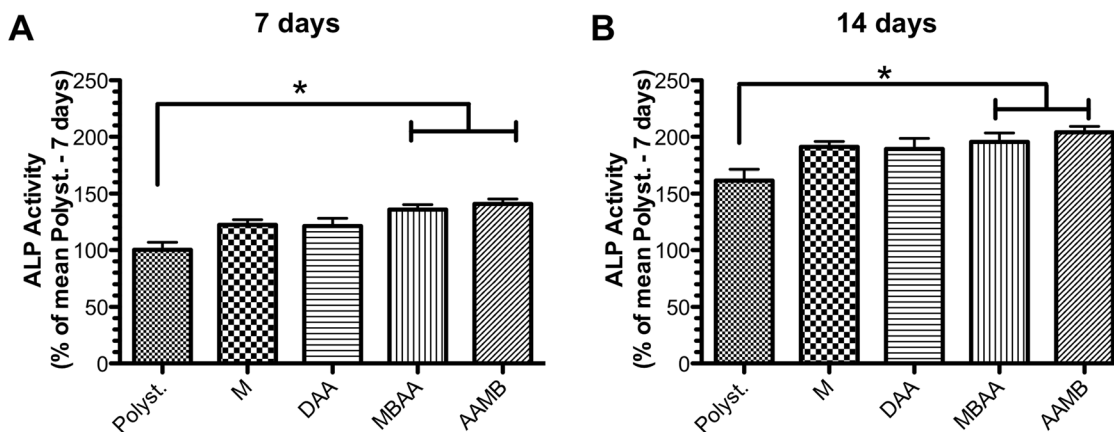 A
7 days
ALP Activity
(% of mean Polyst. - 7 days)
250
200
150
100
50
0
*
Polyst.
M
DAA
MBAA
AAMB
B
14 days
ALP Activity
(% of mean Polyst. - 7 days)
250
200
150
100
50
0
*
Polyst.
M
DAA
MBAA
AAMB